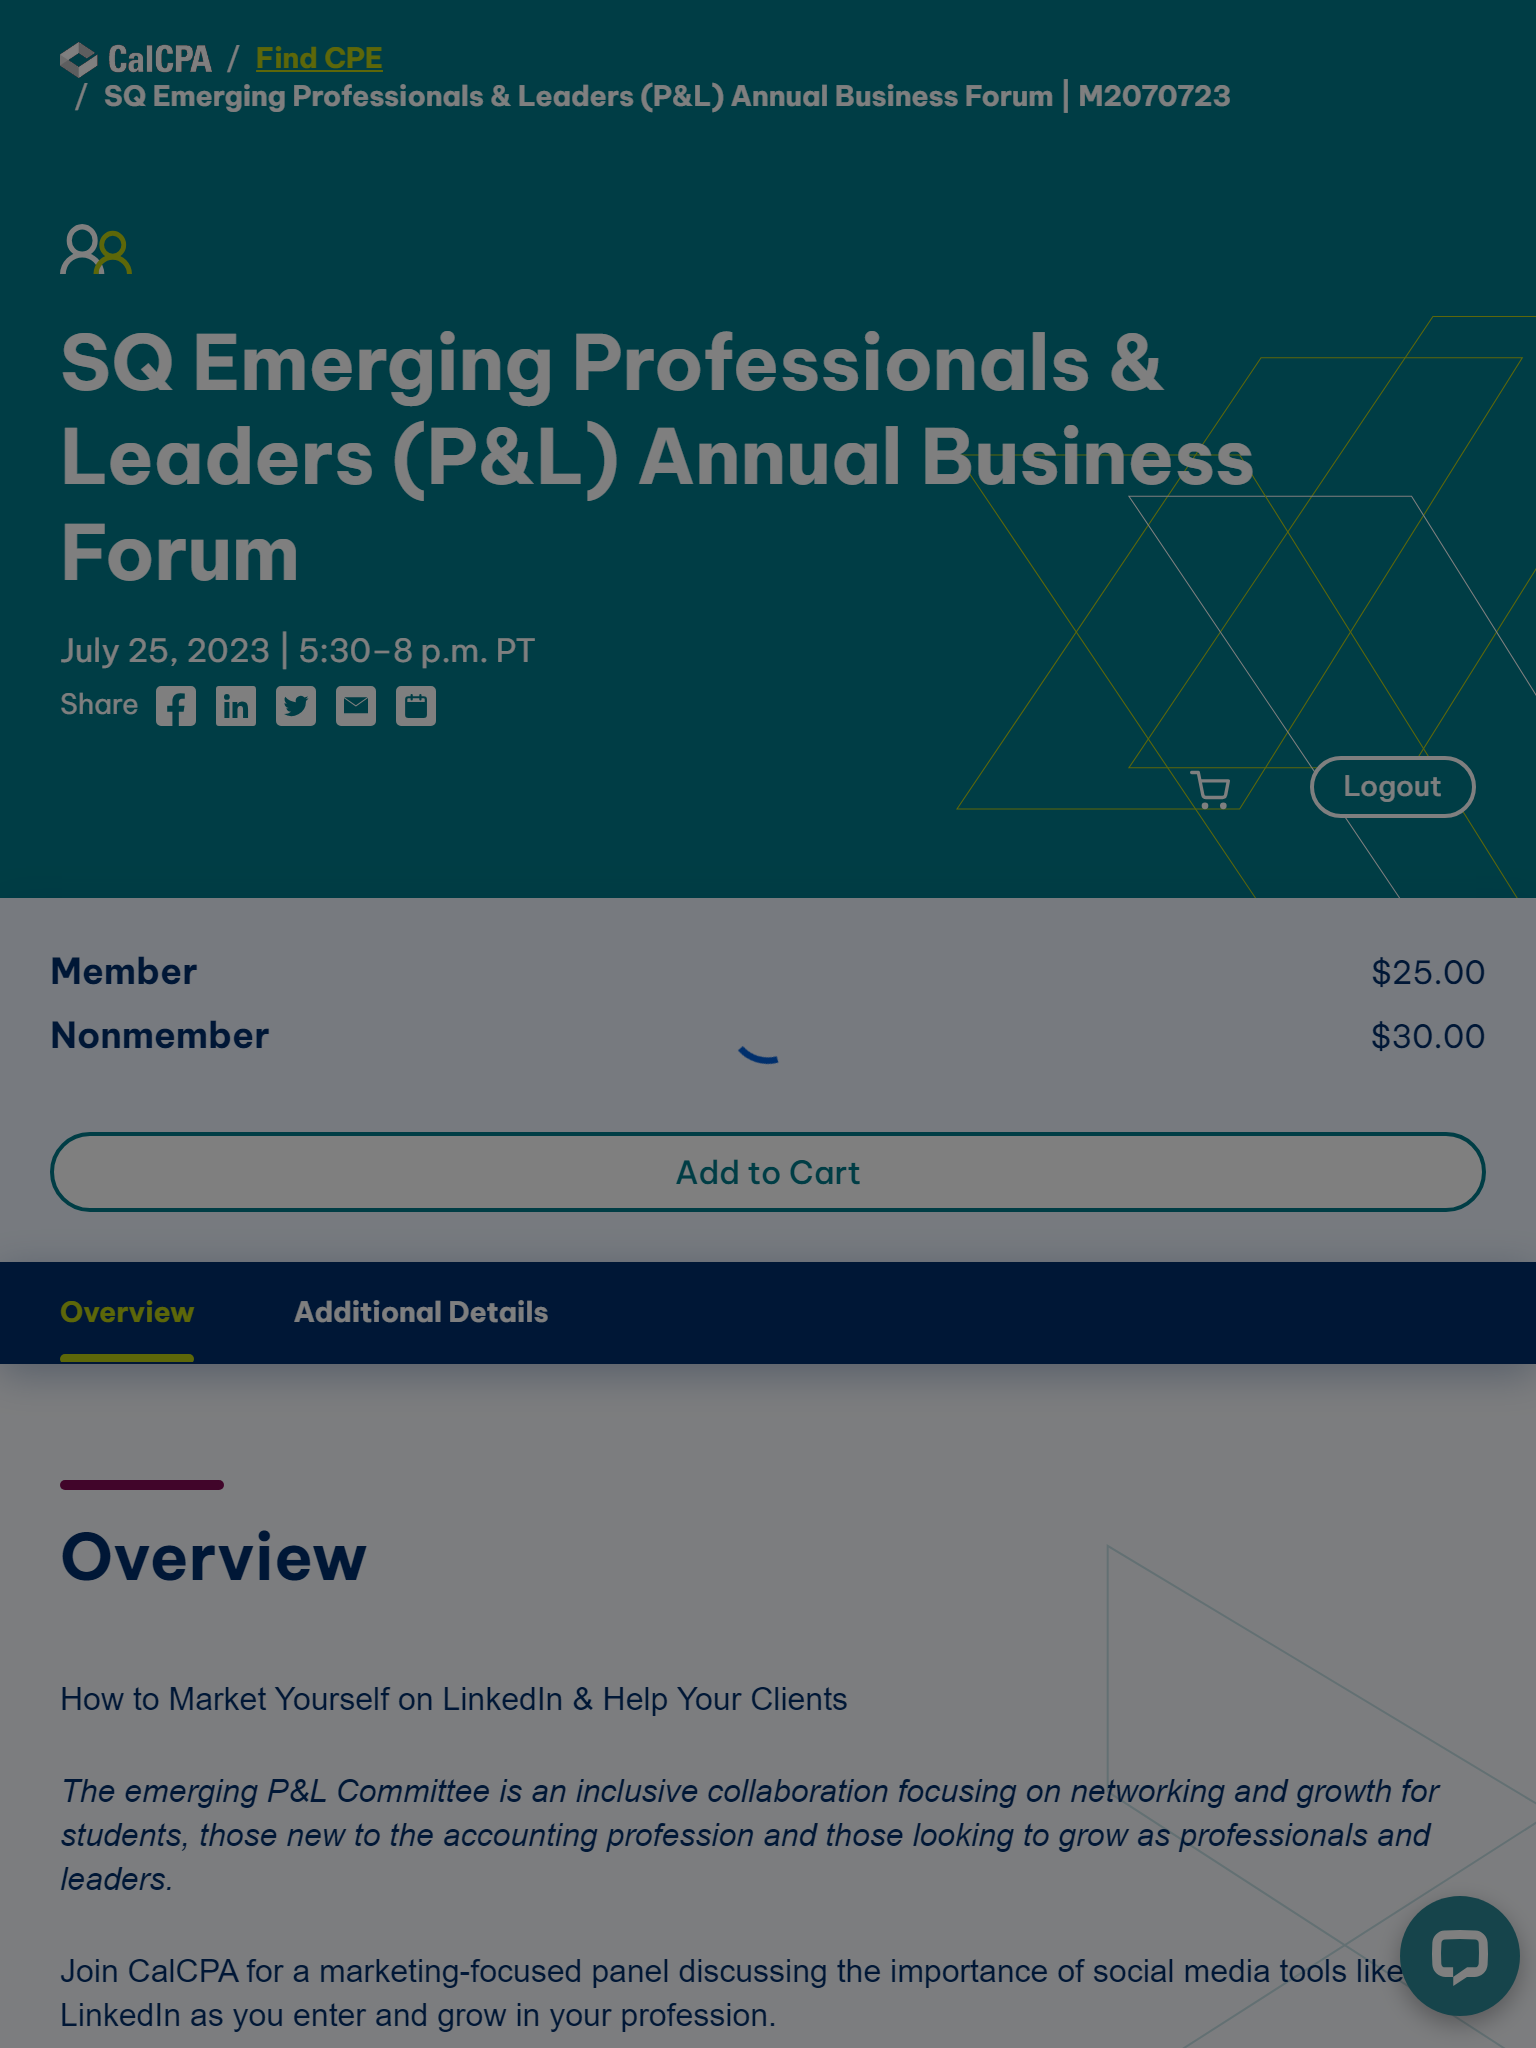 CalCPA / Find CPE
/ SQ Emerging Professionals & Leaders (P&L) Annual Business Forum | M2070723
SQ Emerging Professionals &
Leaders (P&L) Annual Business
Forum
July 25, 2023 | 5:30–8 p.m. PT
Share
Logout
Member $25.00
Nonmember $30.00
Add to Cart
Overview Additional Details
Overview
How to Market Yourself on LinkedIn & Help Your Clients
The emerging P&L Committee is an inclusive collaboration focusing on networking and growth for
students, those new to the accounting profession and those looking to grow as professionals and
leaders.
Join CalCPA for a marketing-focused panel discussing the importance of social media tools like
LinkedIn as you enter and grow in your profession.